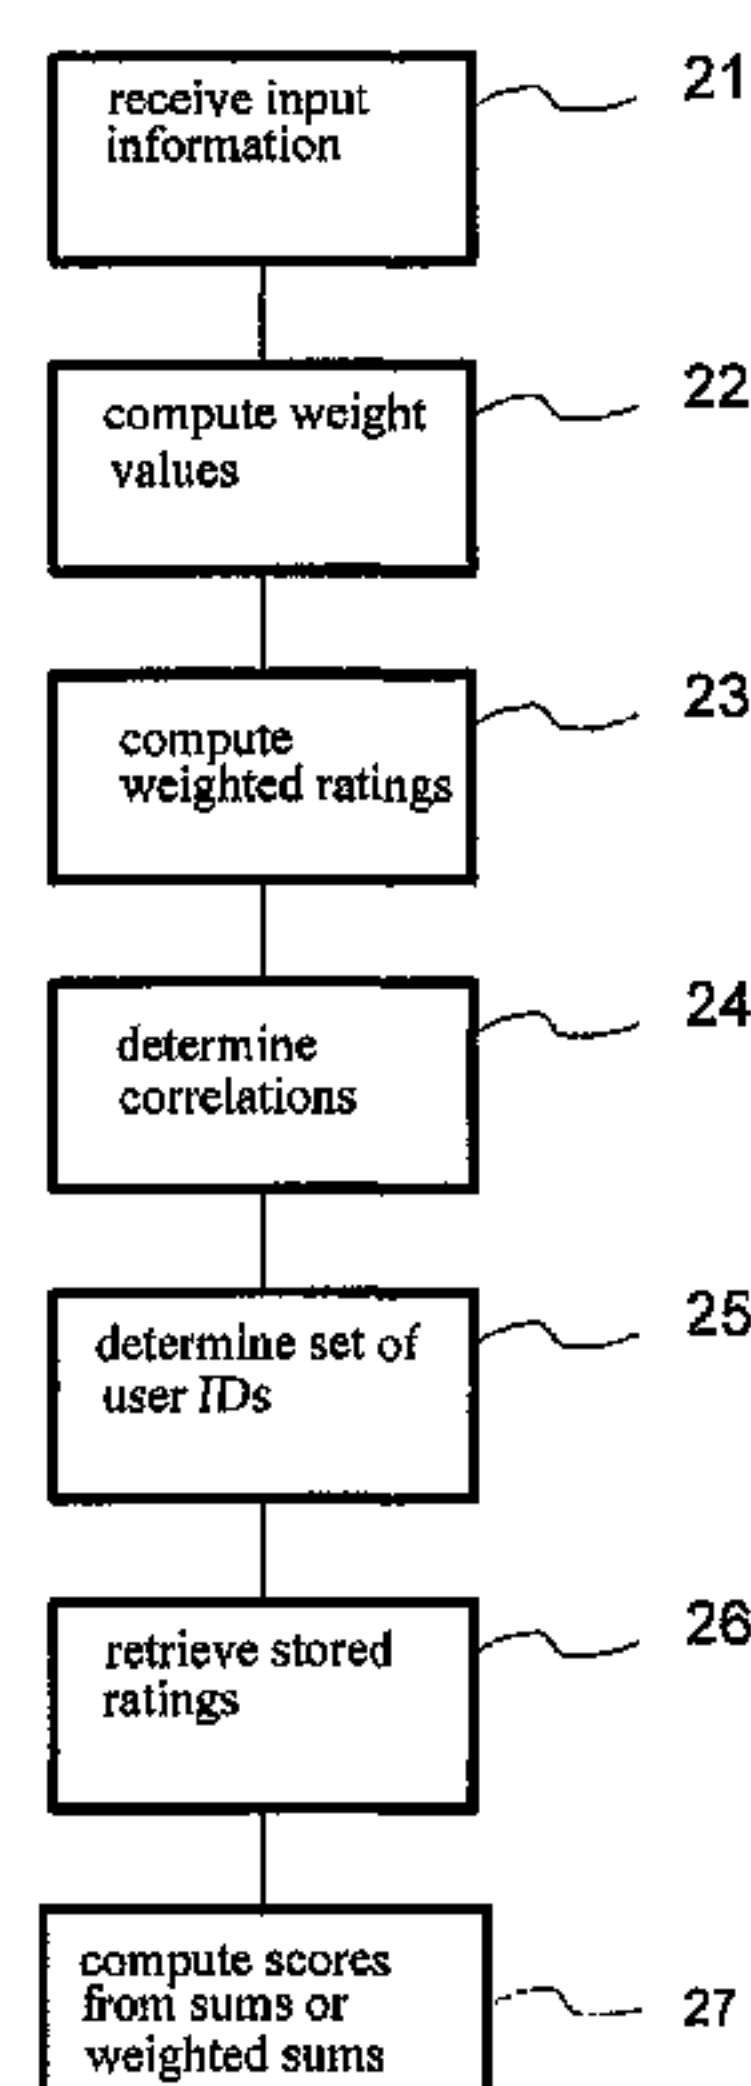 receive input
information
21
compute weight
values
22
compute
weighted ratings
23
determine
correlations
24
determine set of
user IDs
25
retrieve stored
ratings
26
compute scores
from sums or
weighted sums
27